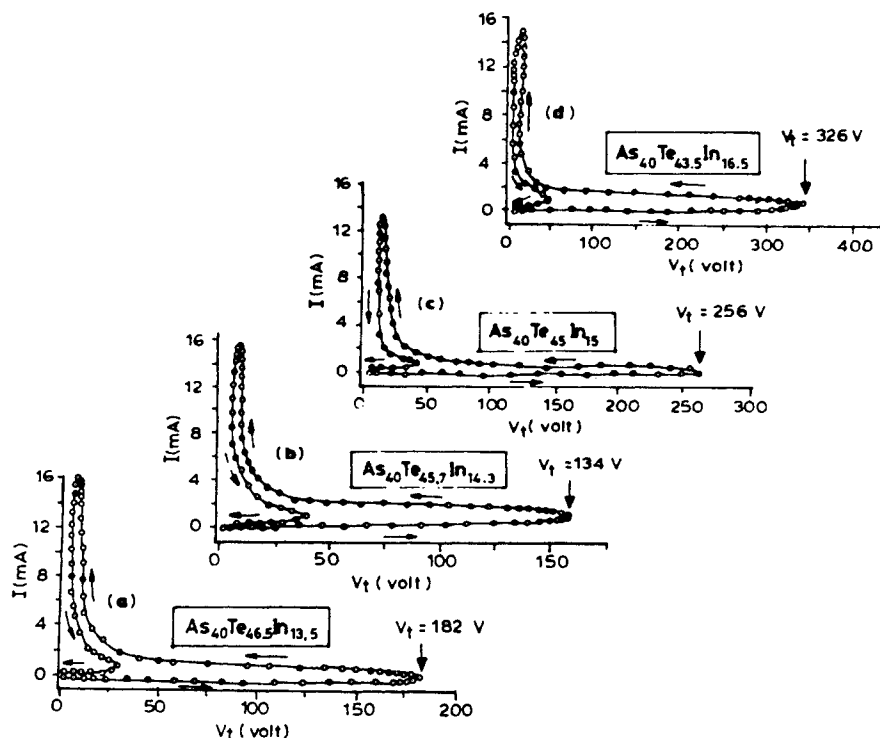 16
12
8
4
0
I(mA)
(d)
As40Te43.5In16.5
Vt = 326 V
0
100
200
300
400
Vt(volt)
16
12
8
4
0
I(mA)
(c)
As40Te45In15
Vt = 256 V
0
50
100
150
200
250
300
Vt(volt)
16
12
8
4
0
I(mA)
(b)
As40Te45,7In14.3
Vt =134 V
0
50
100
150
Vt(volt)
16
12
8
4
0
I(mA)
(a)
As40Te46.5In13,5
Vt =182 V
0
50
100
150
200
Vt(volt)